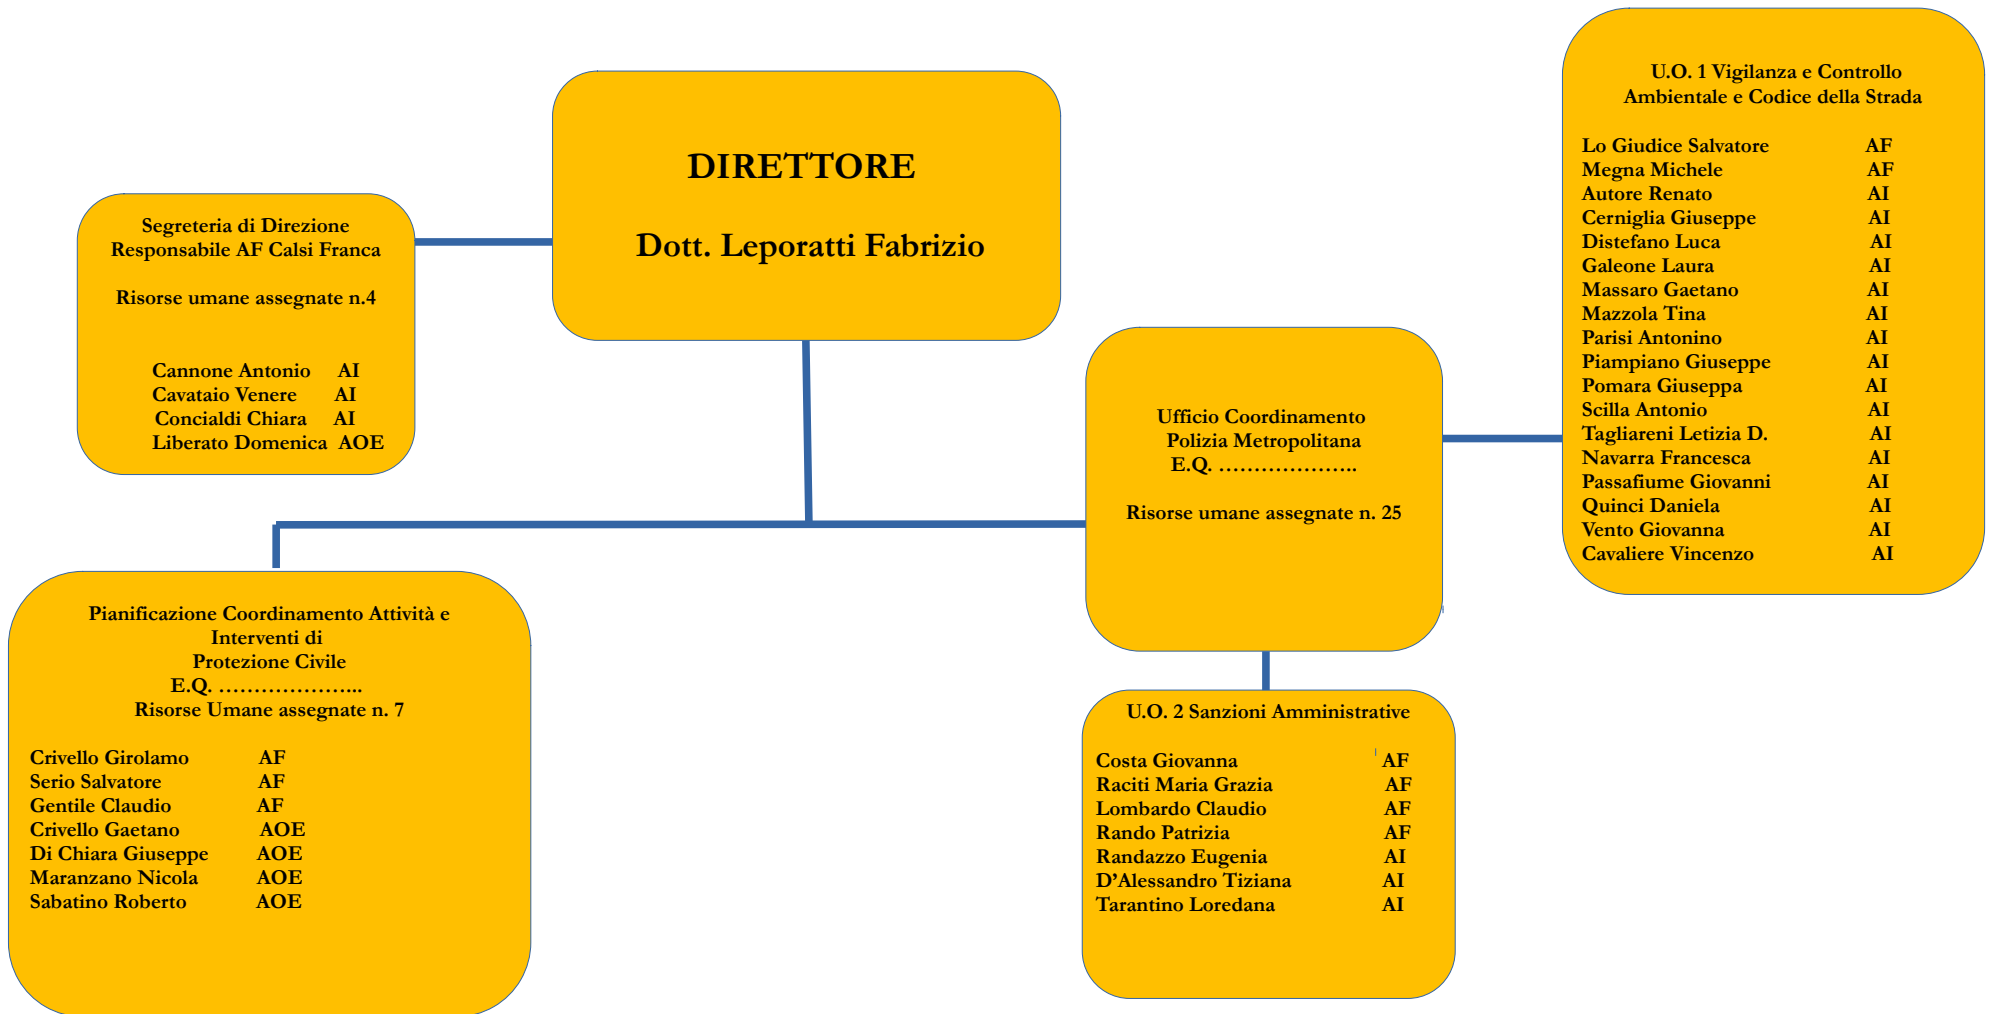 DIRETTORE
Dott. Leporatti Fabrizio
Segreteria di Direzione
Responsabile AF Calsi Franca
Risorse umane assegnate n.4
Cannone Antonio AI
Cavataio Venere AI
Concialdi Chiara AI
Liberato Domenica AOE
U.O. 1 Vigilanza e Controllo
Ambientale e Codice della Strada
Lo Giudice Salvatore AF
Megna Michele AF
Autore Renato AI
Cerniglia Giuseppe AI
Distefano Luca AI
Galeone Laura AI
Massaro Gaetano AI
Mazzola Tina AI
Parisi Antonino AI
Piampiano Giuseppe AI
Pomara Giuseppa AI
Scilla Antonio AI
Tagliareni Letizia D. AI
Navarra Francesca AI
Passafiume Giovanni AI
Quinci Daniela AI
Vento Giovanna AI
Cavaliere Vincenzo AI
Ufficio Coordinamento
Polizia Metropolitana
E.Q. ………………..
Risorse umane assegnate n. 25
Pianificazione Coordinamento Attività e
Interventi di
Protezione Civile
E.Q. ………………...
Risorse Umane assegnate n. 7
Crivello Girolamo AF
Serio Salvatore AF
Gentile Claudio AF
Crivello Gaetano AOE
Di Chiara Giuseppe AOE
Maranzano Nicola AOE
Sabatino Roberto AOE
U.O. 2 Sanzioni Amministrative
Costa Giovanna AF
Raciti Maria Grazia AF
Lombardo Claudio AF
Rando Patrizia AF
Randazzo Eugenia AI
D’Alessandro Tiziana AI
Tarantino Loredana AI